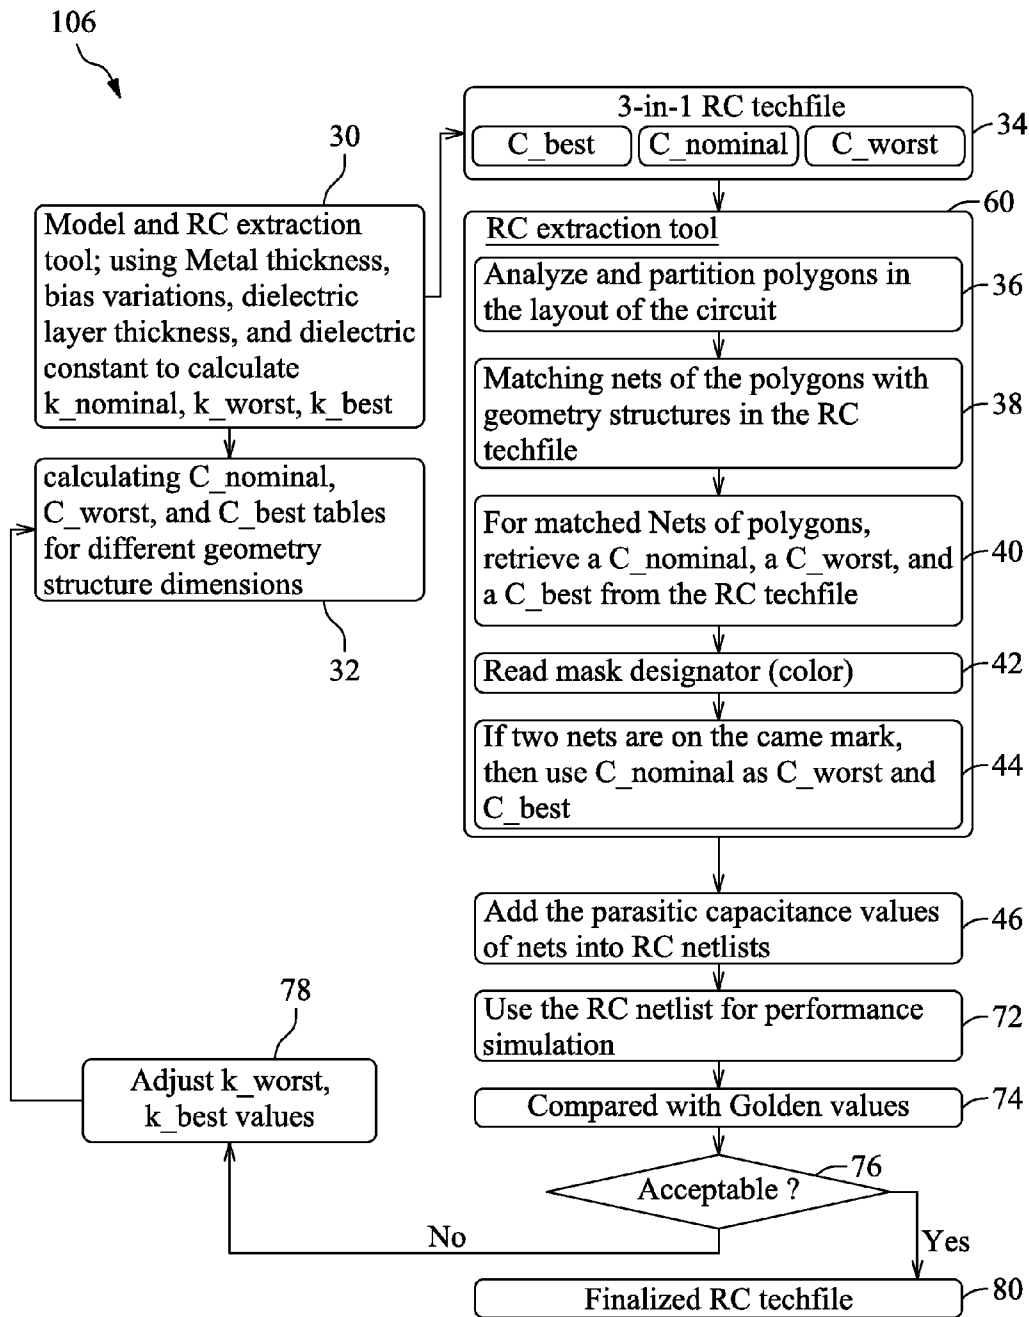 106
3-in-1 RC techfile
C_best
C_nominal
C_worst
34
30
Model and RC extraction
tool; using Metal thickness,
bias variations, dielectric
layer thickness, and dielectric
constant to calculate
k_nominal, k_worst, k_best
calculating C_nominal,
C_worst, and C_best tables
for different geometry
structure dimensions
32
60
RC extraction tool
Analyze and partition polygons in
the layout of the circuit
36
Matching nets of the polygons with
geometry structures in the RC
techfile
38
For matched Nets of polygons,
retrieve a C_nominal, a C_worst, and
a C_best from the RC techfile
40
Read mask designator (color)
42
If two nets are on the came mark,
then use C_nominal as C_worst and
C_best
44
Add the parasitic capacitance values
of nets into RC netlists
46
Use the RC netlist for performance
simulation
72
Compared with Golden values
74
Acceptable ?
76
78
Adjust k_worst,
k_best values
No
Yes
Finalized RC techfile
80